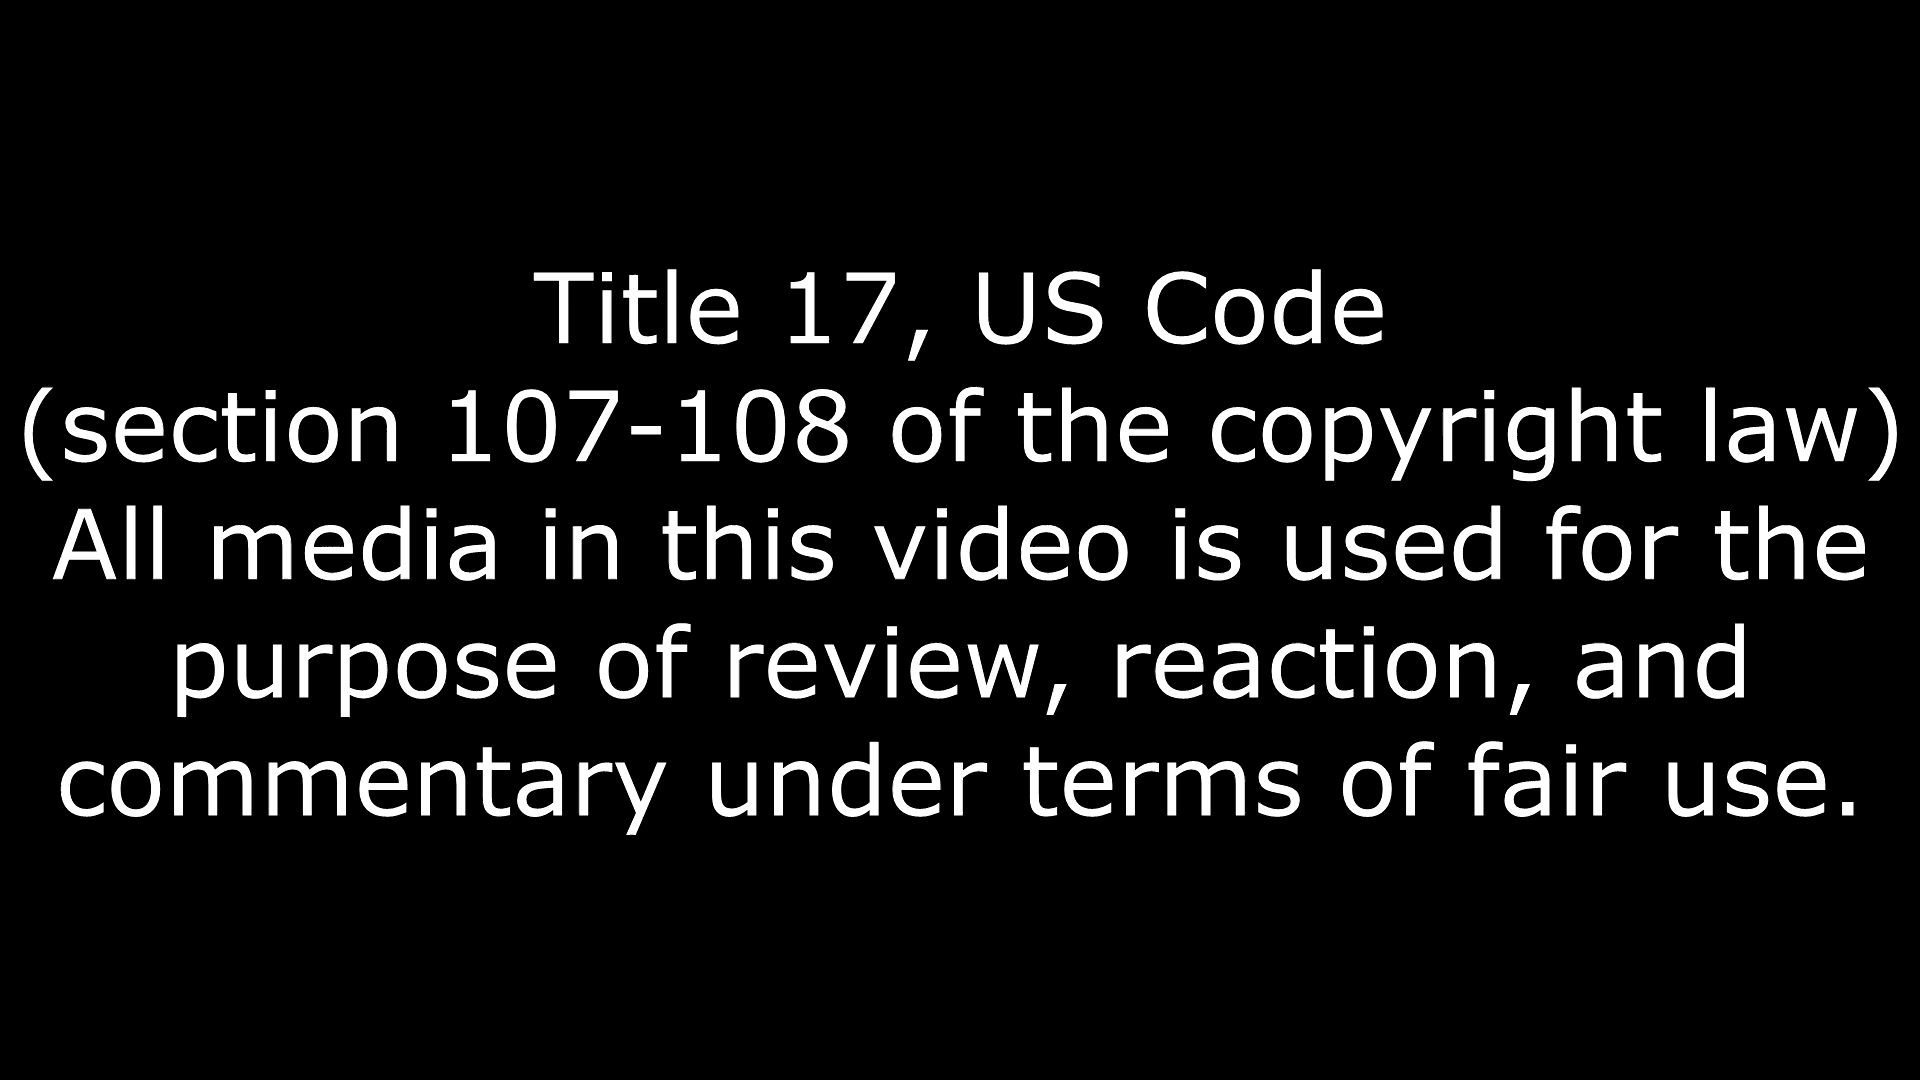 Title 17, US Code
(section 107-108 of the copyright law)
All media in this video is used for the
purpose of review, reaction, and
commentary under terms of fair use.